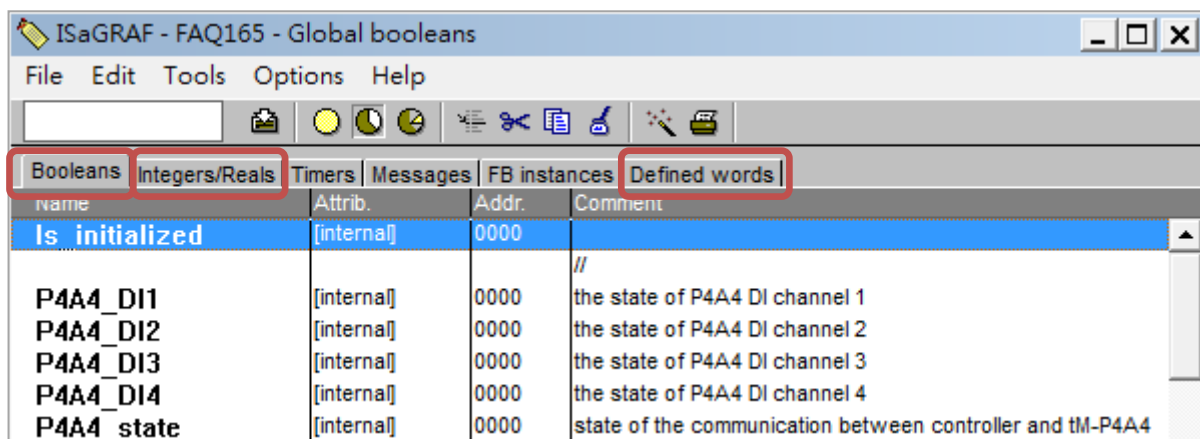 ISaGRAF - FAQ165 - Global booleans
File Edit Tools Options Help
Booleans Integers/Reals Timers Messages FB instances Defined words
Name Attrib. Addr. Comment
Is_initialized [internal] 0000
//
P4A4_DI1 [internal] 0000 the state of P4A4 DI channel 1
P4A4_DI2 [internal] 0000 the state of P4A4 DI channel 2
P4A4_DI3 [internal] 0000 the state of P4A4 DI channel 3
P4A4_DI4 [internal] 0000 the state of P4A4 DI channel 4
P4A4_state [internal] 0000 state of the communication between controller and tM-P4A4